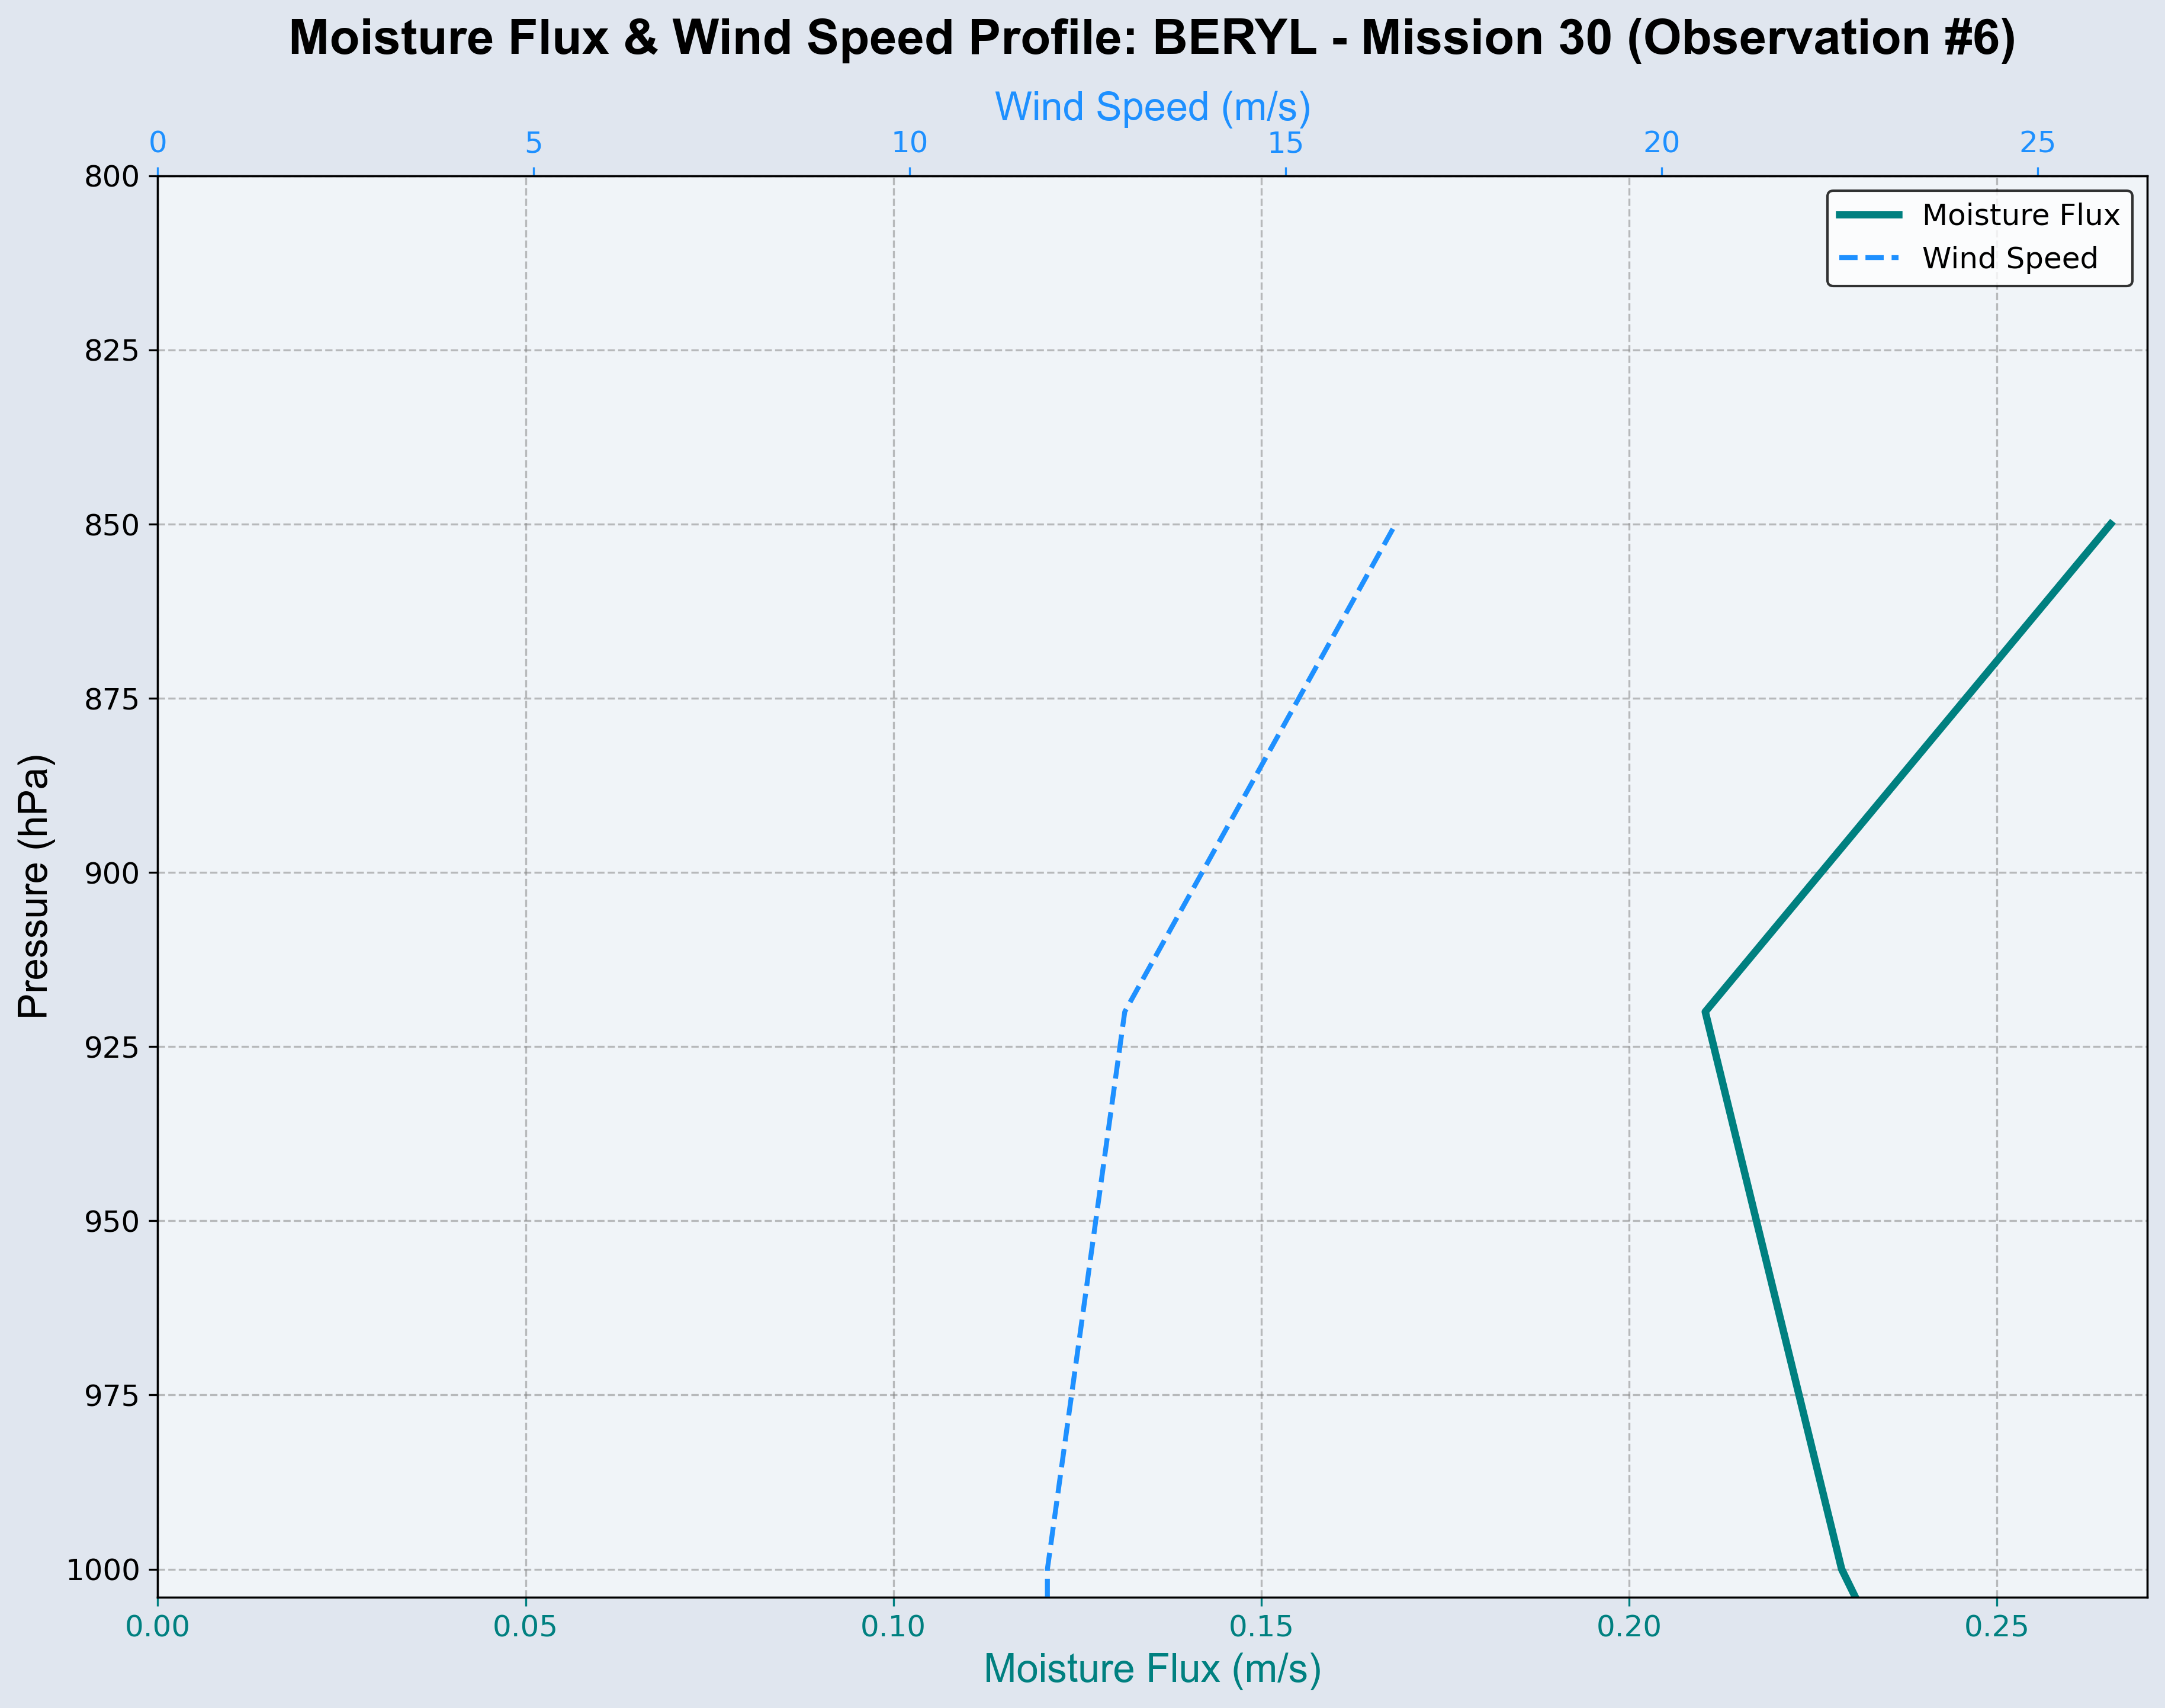 Moisture Flux & Wind Speed Profile: BERYL - Mission 30 (Observation #6)
Wind Speed (m/s)
0 5 10 15 20 25
Moisture Flux
Wind Speed
Pressure (hPa)
800
825
850
875
900
925
950
975
1000
0.00 0.05 0.10 0.15 0.20 0.25
Moisture Flux (m/s)